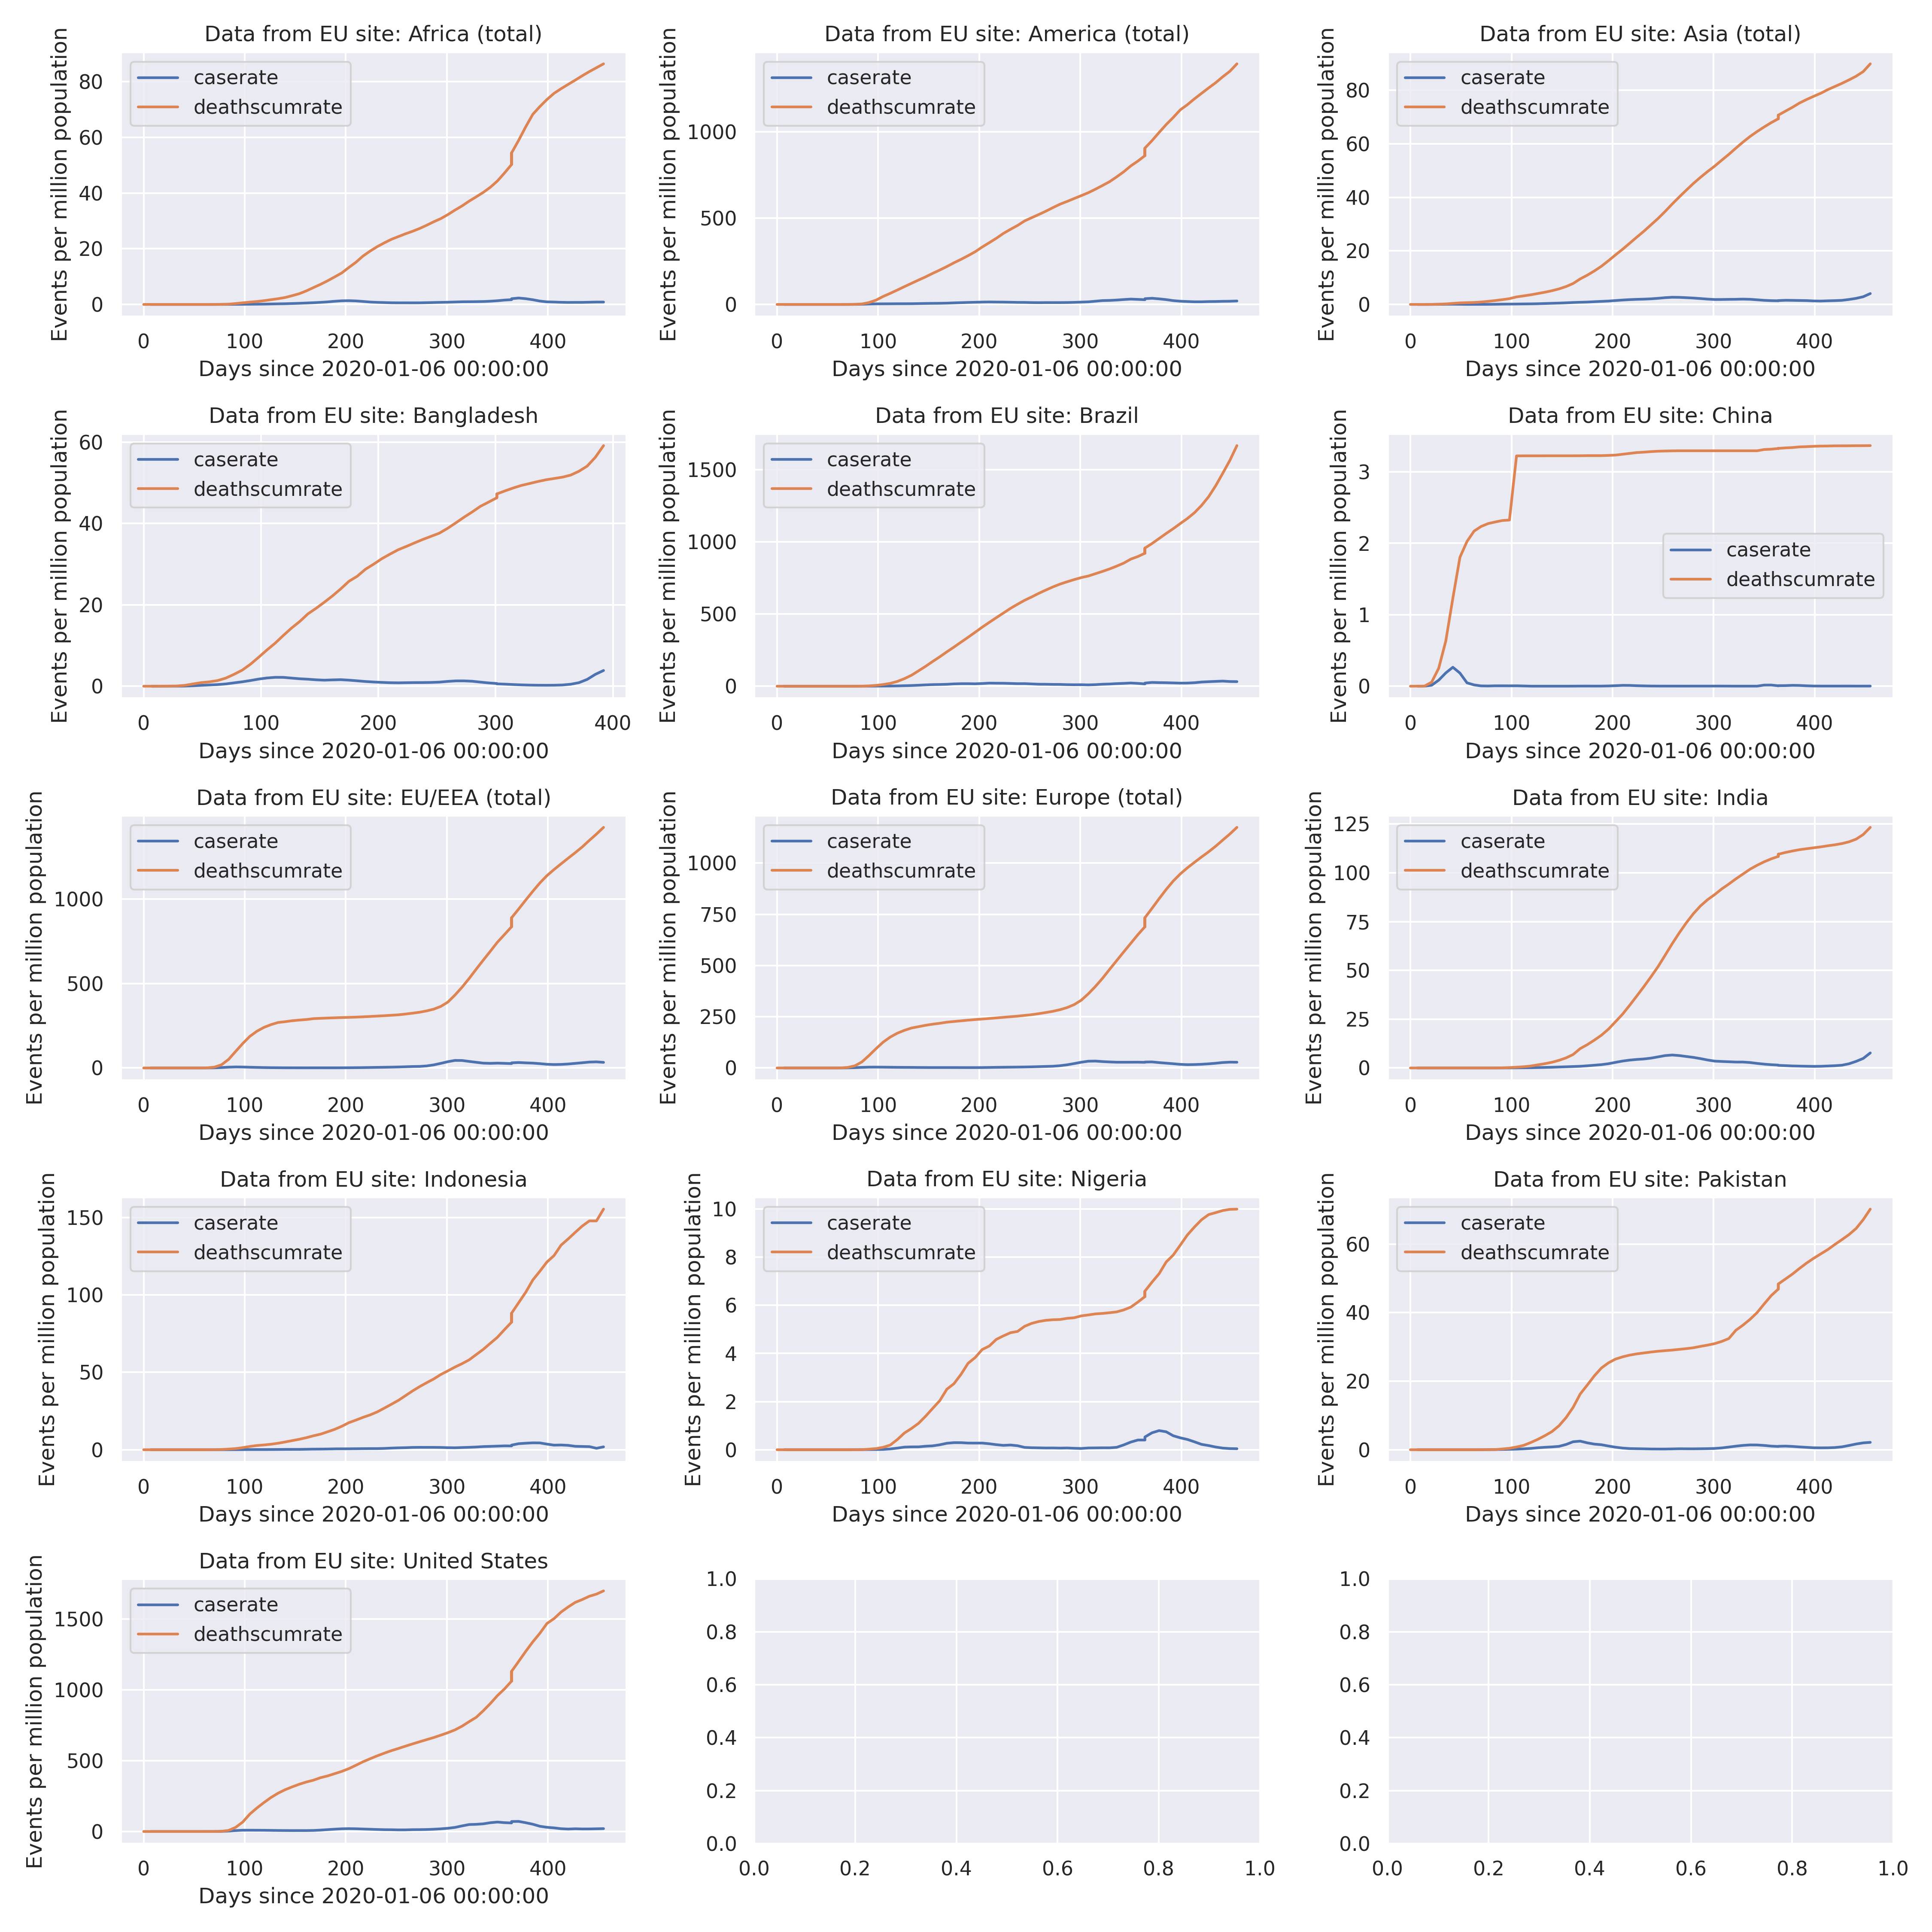 Data from EU site: Africa (total)
Events per million population
80
60
40
20
0
caserate
deathscumrate
0 100 200 300 400
Days since 2020-01-06 00:00:00
Data from EU site: America (total)
Events per million population
1000
500
0
caserate
deathscumrate
0 100 200 300 400
Days since 2020-01-06 00:00:00
Data from EU site: Asia (total)
Events per million population
80
60
40
20
0
caserate
deathscumrate
0 100 200 300 400
Days since 2020-01-06 00:00:00
Data from EU site: Bangladesh
Events per million population
60
40
20
0
caserate
deathscumrate
0 100 200 300 400
Days since 2020-01-06 00:00:00
Data from EU site: Brazil
Events per million population
1500
1000
500
0
caserate
deathscumrate
0 100 200 300 400
Days since 2020-01-06 00:00:00
Data from EU site: China
Events per million population
3
2
1
0
caserate
deathscumrate
0 100 200 300 400
Days since 2020-01-06 00:00:00
Data from EU site: EU/EEA (total)
Events per million population
1000
500
0
caserate
deathscumrate
0 100 200 300 400
Days since 2020-01-06 00:00:00
Data from EU site: Europe (total)
Events per million population
1000
750
500
250
0
caserate
deathscumrate
0 100 200 300 400
Days since 2020-01-06 00:00:00
Data from EU site: India
Events per million population
125
100
75
50
25
0
caserate
deathscumrate
0 100 200 300 400
Days since 2020-01-06 00:00:00
Data from EU site: Indonesia
Events per million population
150
100
50
0
caserate
deathscumrate
0 100 200 300 400
Days since 2020-01-06 00:00:00
Data from EU site: Nigeria
Events per million population
10
8
6
4
2
0
caserate
deathscumrate
0 100 200 300 400
Days since 2020-01-06 00:00:00
Data from EU site: Pakistan
Events per million population
60
40
20
0
caserate
deathscumrate
0 100 200 300 400
Days since 2020-01-06 00:00:00
Data from EU site: United States
Events per million population
1500
1000
500
0
caserate
deathscumrate
0 100 200 300 400
Days since 2020-01-06 00:00:00
1.0
0.8
0.6
0.4
0.2
0.0
0.0 0.2 0.4 0.6 0.8 1.0
1.0
0.8
0.6
0.4
0.2
0.0
0.0 0.2 0.4 0.6 0.8 1.0